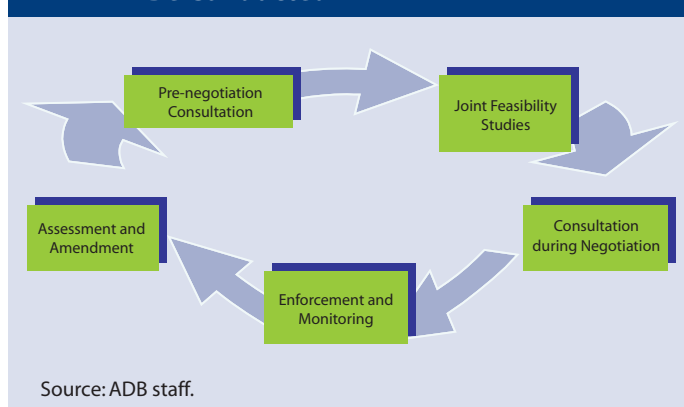 Pre-negotiation
Consultation
Joint Feasibility
Studies
Consultation
during Negotiation
Enforcement and
Monitoring
Assessment and
Amendment
Source: ADB staff.